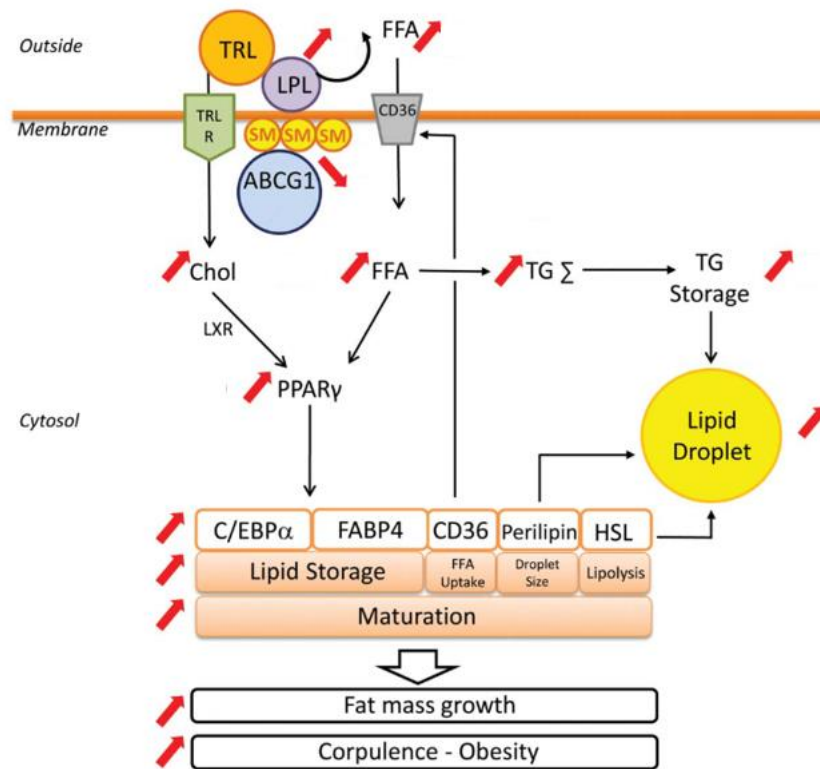 Outside
TRL
FFA
LPL
TRL
R
CD36
Membrane
SM SM SM
ABCG1
Chol
FFA
TG Σ
TG
Storage
LXR
PPARγ
Cytosol
Lipid
Droplet
C/EBPα FABP4 CD36 Perilipin HSL
Lipid Storage
FFA
Uptake
Droplet
Size
Lipolysis
Maturation
Fat mass growth
Corpulence - Obesity